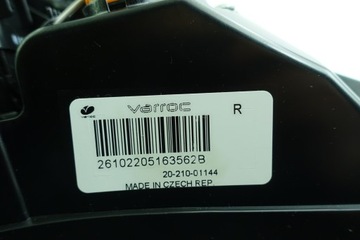 varroc
R
26102205163562B
20-210-01144
MADE IN CZECH REP.